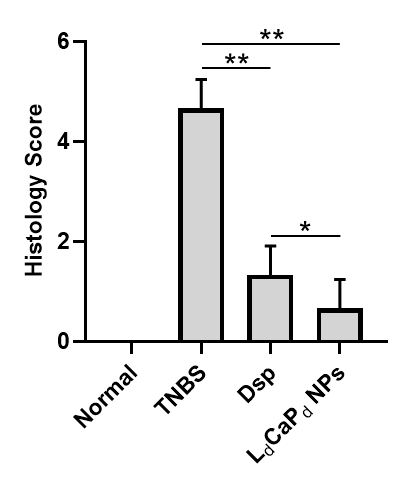 6
**
**
4
Histology Score
*
2
0
Normal
TNBS
Dsp
LdCaPd NPs